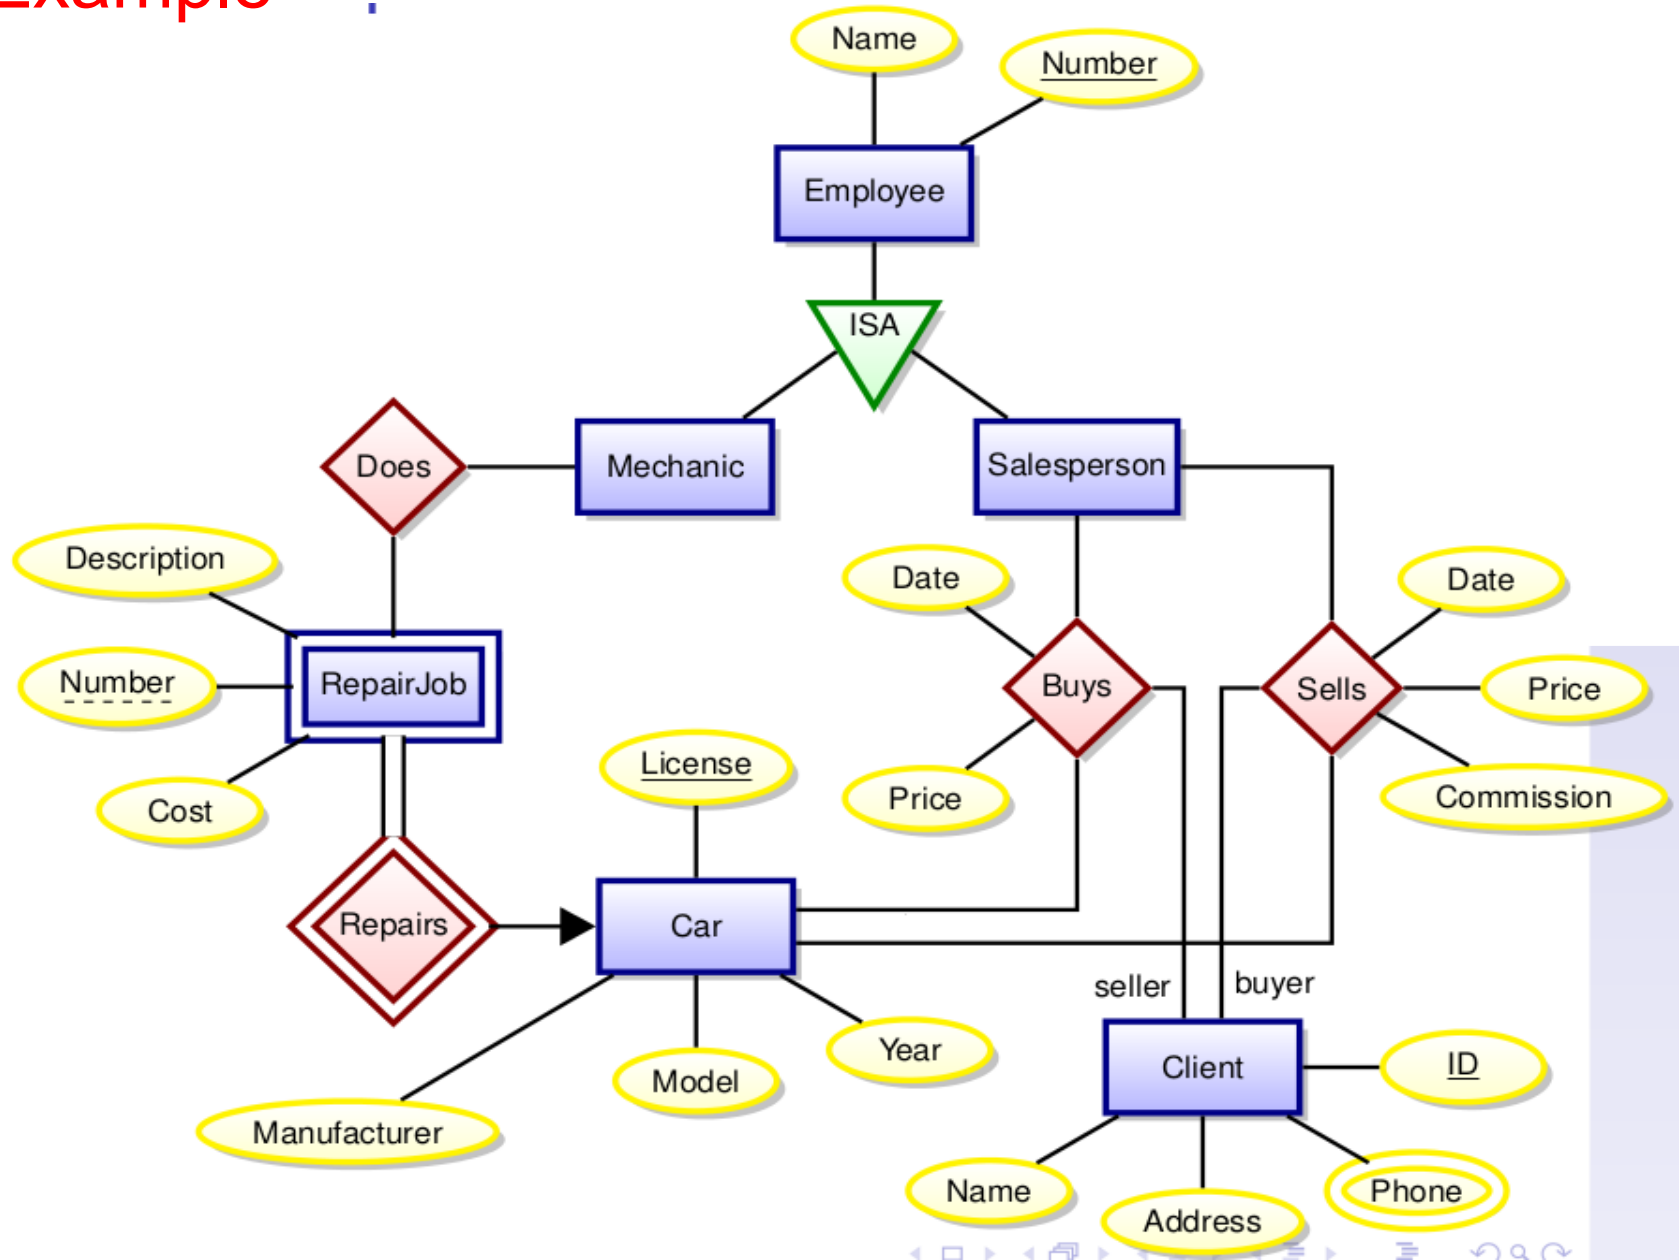 Example
Name
Number
Employee
ISA
Does
Mechanic
Salesperson
Description
Date
Date
Number
RepairJob
Buys
Sells
Price
License
Cost
Price
Commission
Repairs
Car
seller
buyer
Year
Client
ID
Model
Manufacturer
Name
Address
Phone